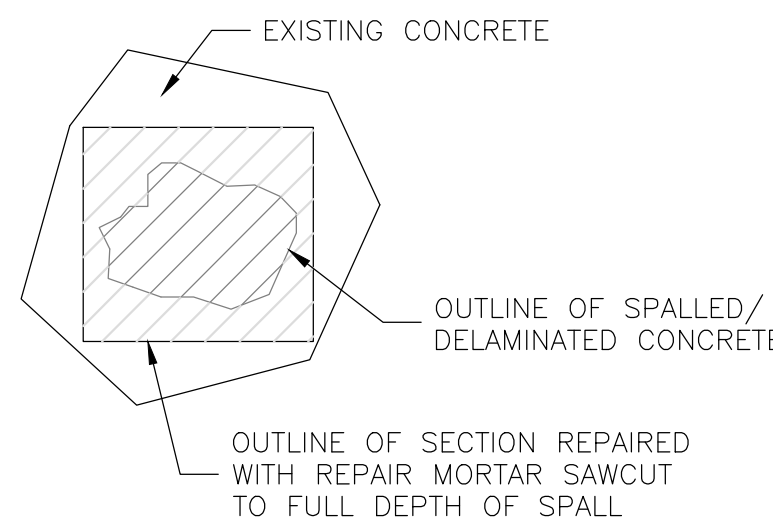 EXISTING CONCRETE
OUTLINE OF SPALLED/
DELAMINATED CONCRETE
OUTLINE OF SECTION REPAIRED
WITH REPAIR MORTAR SAWCUT
TO FULL DEPTH OF SPALL